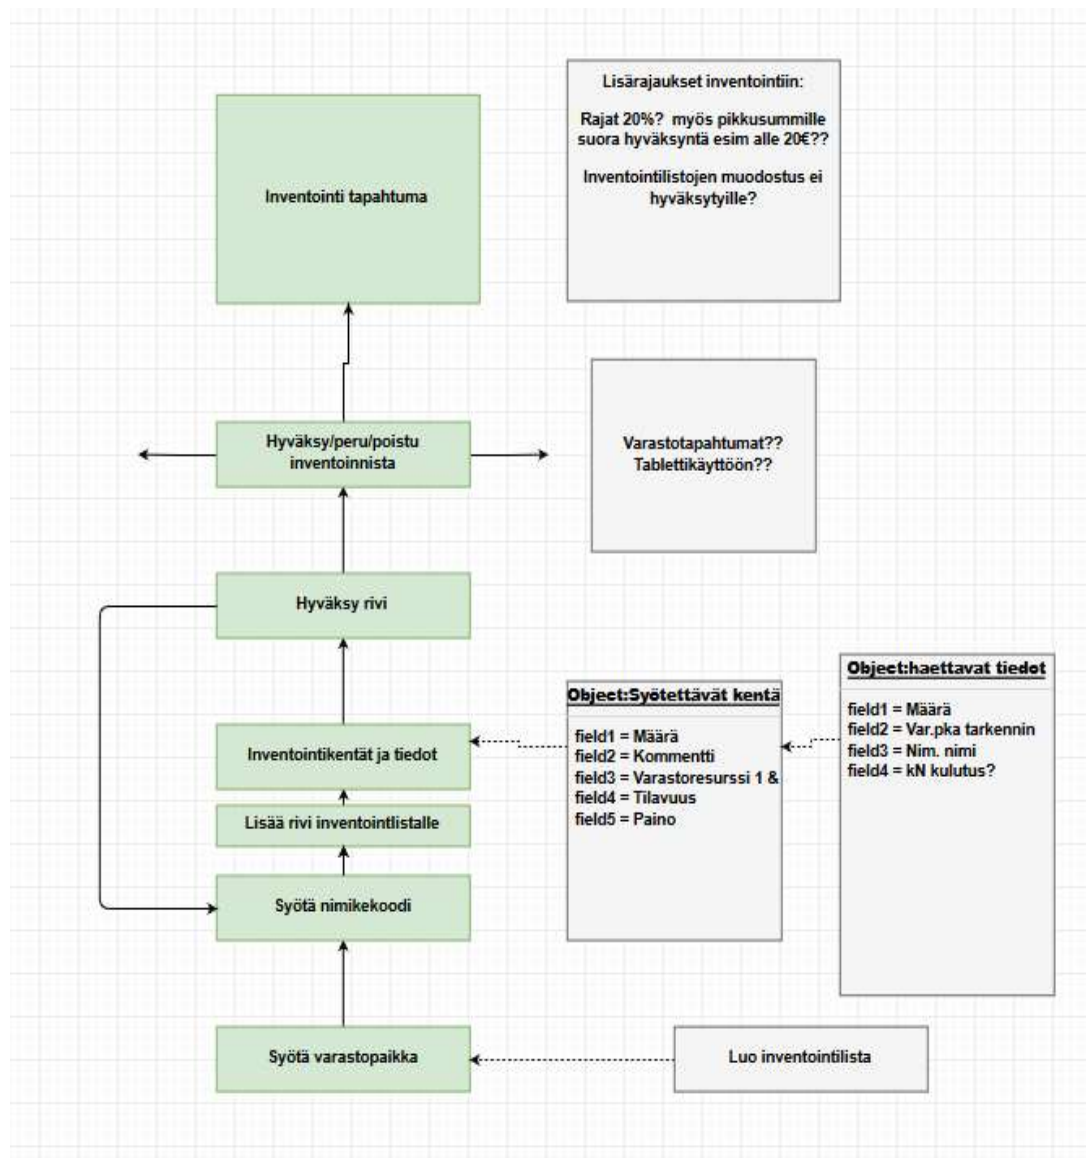 Lisärajaukset inventointiin:
Rajat 20%? myös pikkusummille
suora hyväksyntä esim alle 20€??
Inventointilistojen muodostus ei
hyväksytyille?
Inventointi tapahtuma
Hyväksy/peru/poistu
inventoinnista
Varastotapahtumat??
Tablettikäyttöön??
Hyväksy rivi
Object:haettavat tiedot
field1 = Määrä
field2 = Var.pka tarkennin
field3 = Nim. nimi
field4 = kN kulutus?
Object:Syötettävät kentä
field1 = Määrä
field2 = Kommentti
field3 = Varastoresurssi 1 &
field4 = Tilavuus
field5 = Paino
Inventointikentät ja tiedot
Lisää rivi inventointlistalle
Syötä nimikekoodi
Syötä varastopaikka
Luo inventointilista